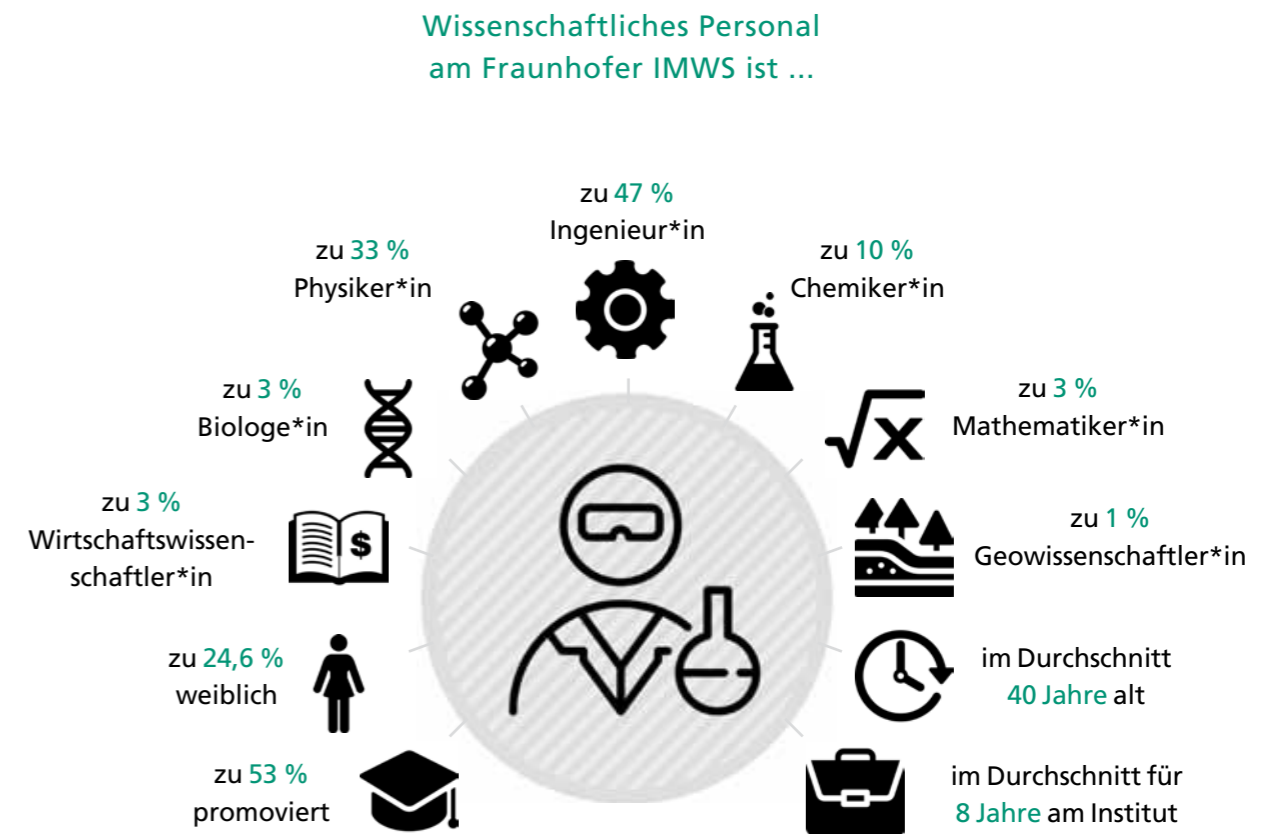 Wissenschaftliches Personal
am Fraunhofer IMWS ist ...
zu 47 %
Ingenieur*in
zu 33 %
Physiker*in
zu 10 %
Chemiker*in
zu 3 %
Biologe*in
zu 3 %
Mathematiker*in
zu 3 %
Wirtschaftswissen-
schaftler*in
$
zu 1 %
Geowissenschaftler*in
zu 24,6 %
weiblich
im Durchschnitt
40 Jahre alt
zu 53 %
promoviert
im Durchschnitt für
8 Jahre am Institut